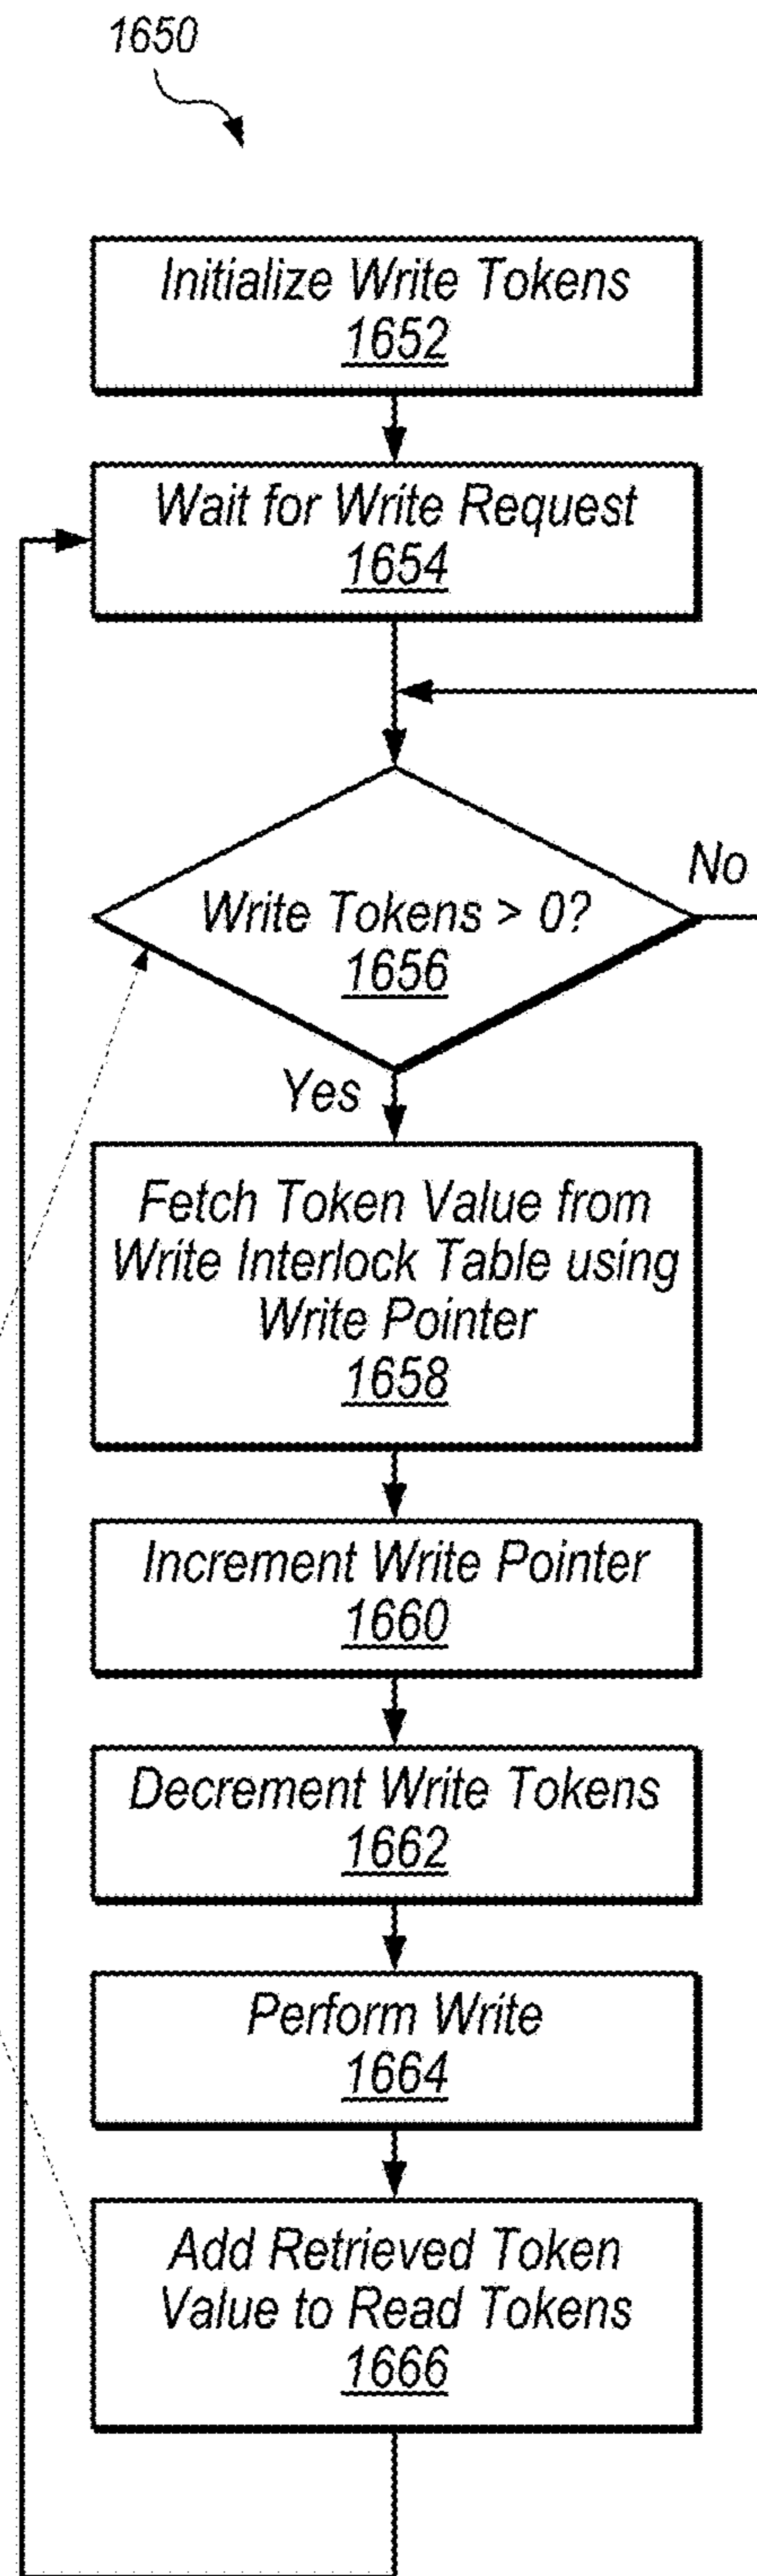 1650
Initialize Write Tokens
1652
Wait for Write Request
1654
Write Tokens > 0?
1656
No
Yes
Fetch Token Value from
Write Interlock Table using
Write Pointer
1658
Increment Write Pointer
1660
Decrement Write Tokens
1662
Perform Write
1664
Add Retrieved Token
Value to Read Tokens
1666